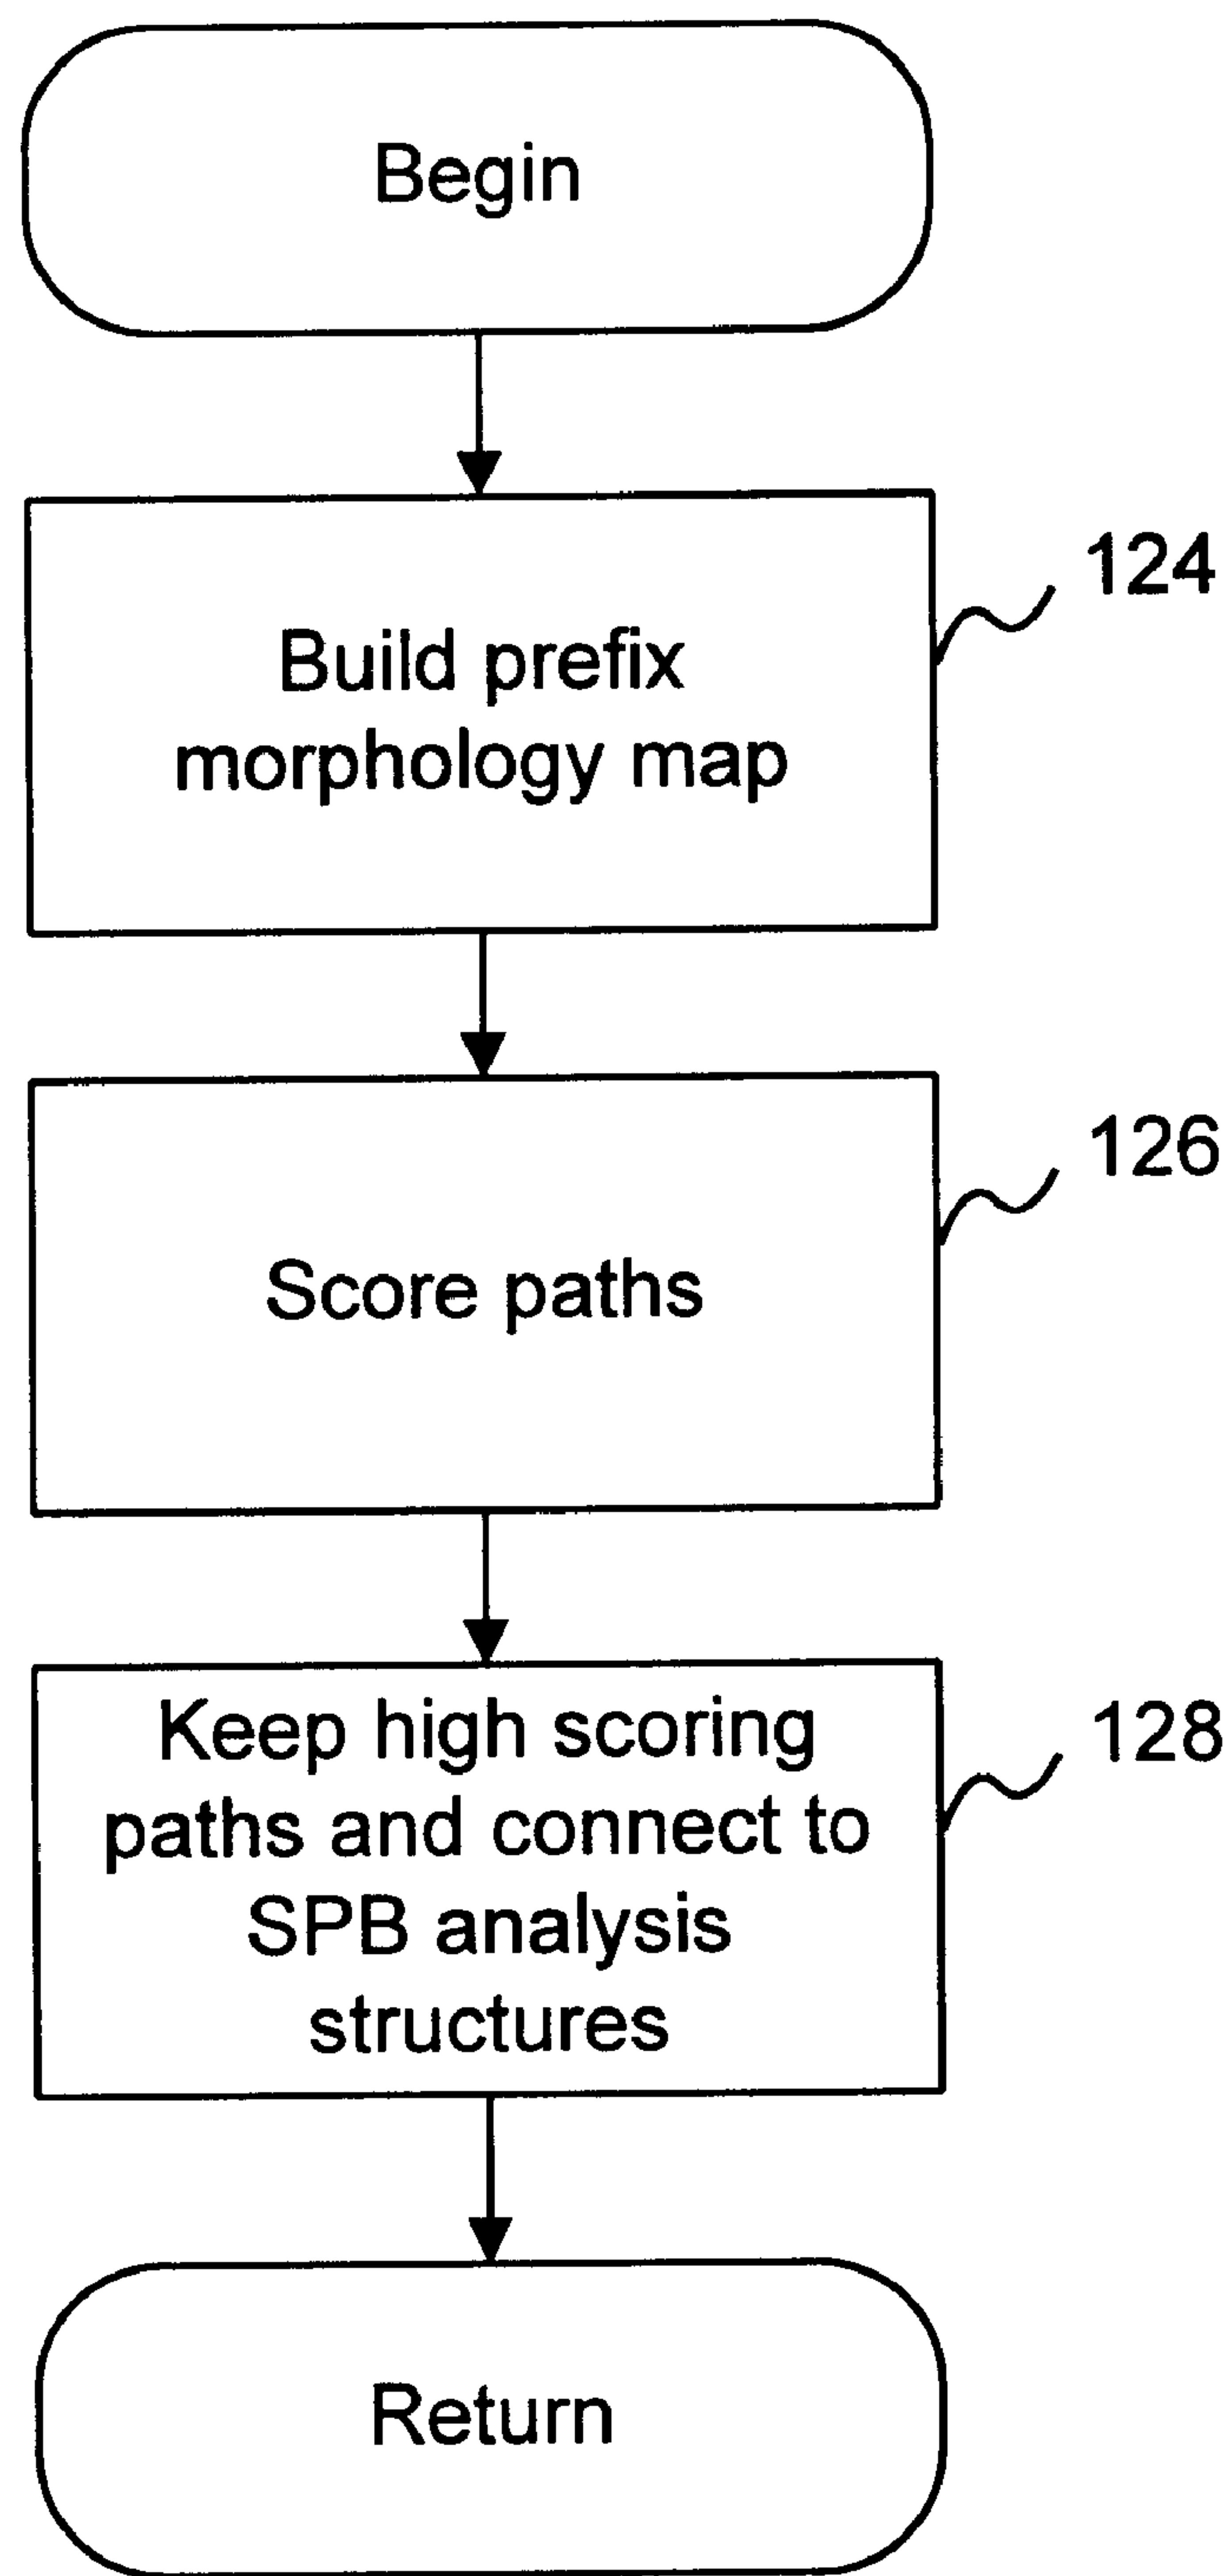 Begin
124
Build prefix
morphology map
126
Score paths
128
Keep high scoring
paths and connect to
SPB analysis
structures
Return